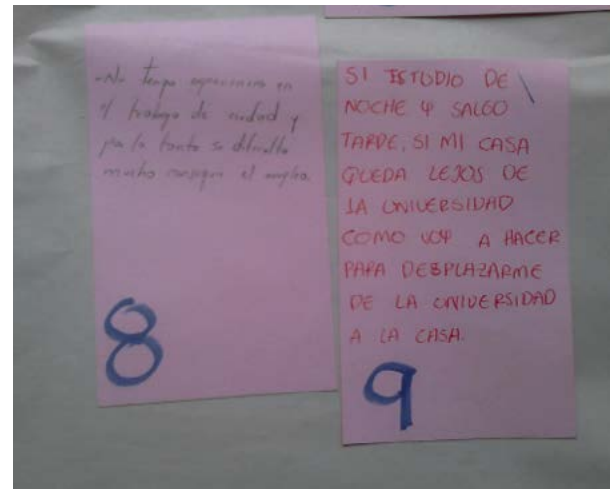 -No tengo experiencia en
el trabajo de ciudad y
por lo tanto se dificulta
mucho conseguir el empleo.
8
SI ESTUDIO DE
NOCHE Y SALGO
TARDE, SI MI CASA
QUEDA LEJOS DE
LA UNIVERSIDAD
COMO VOY A HACER
PARA DESPLAZARME
DE LA UNIVERSIDAD
A LA CASA.
9